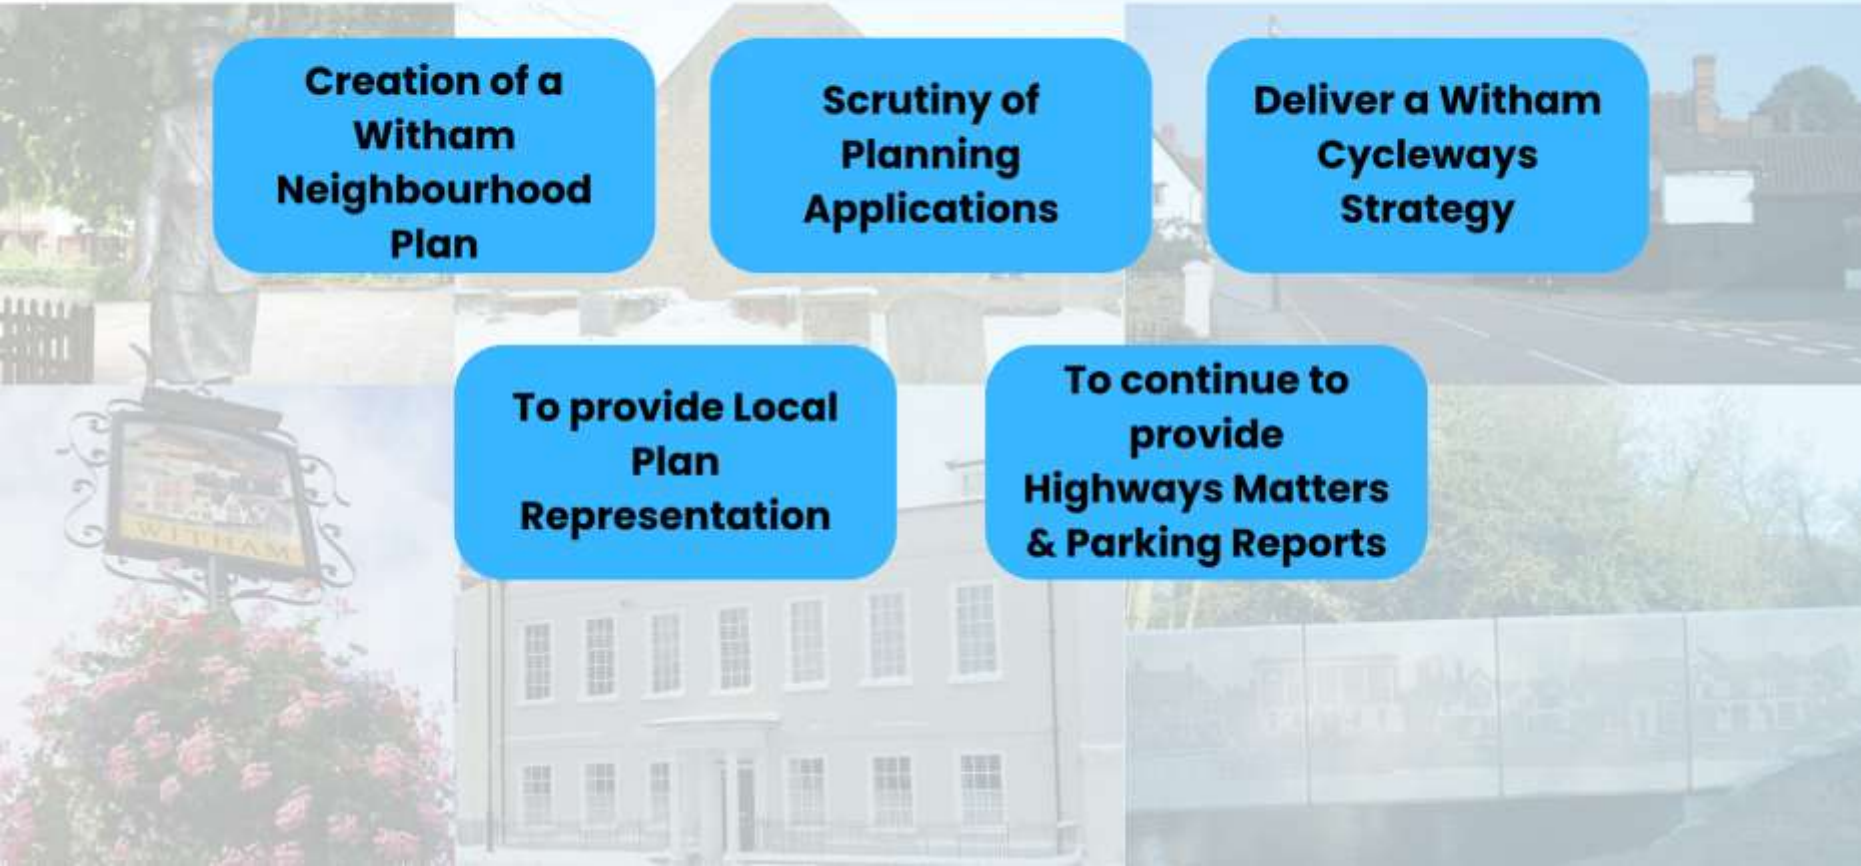 Creation of a
Witham
Neighbourhood
Plan
Scrutiny of
Planning
Applications
Deliver a Witham
Cycleways
Strategy
To provide Local
Plan
Representation
To continue to
provide
Highways Matters
& Parking Reports
WITHAM